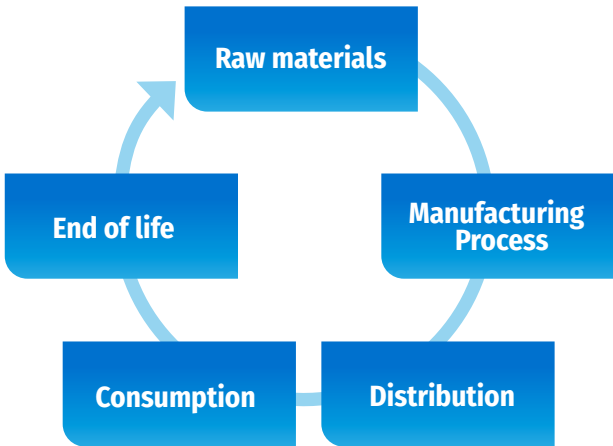 Raw materials
Manufacturing
Process
Distribution
Consumption
End of life